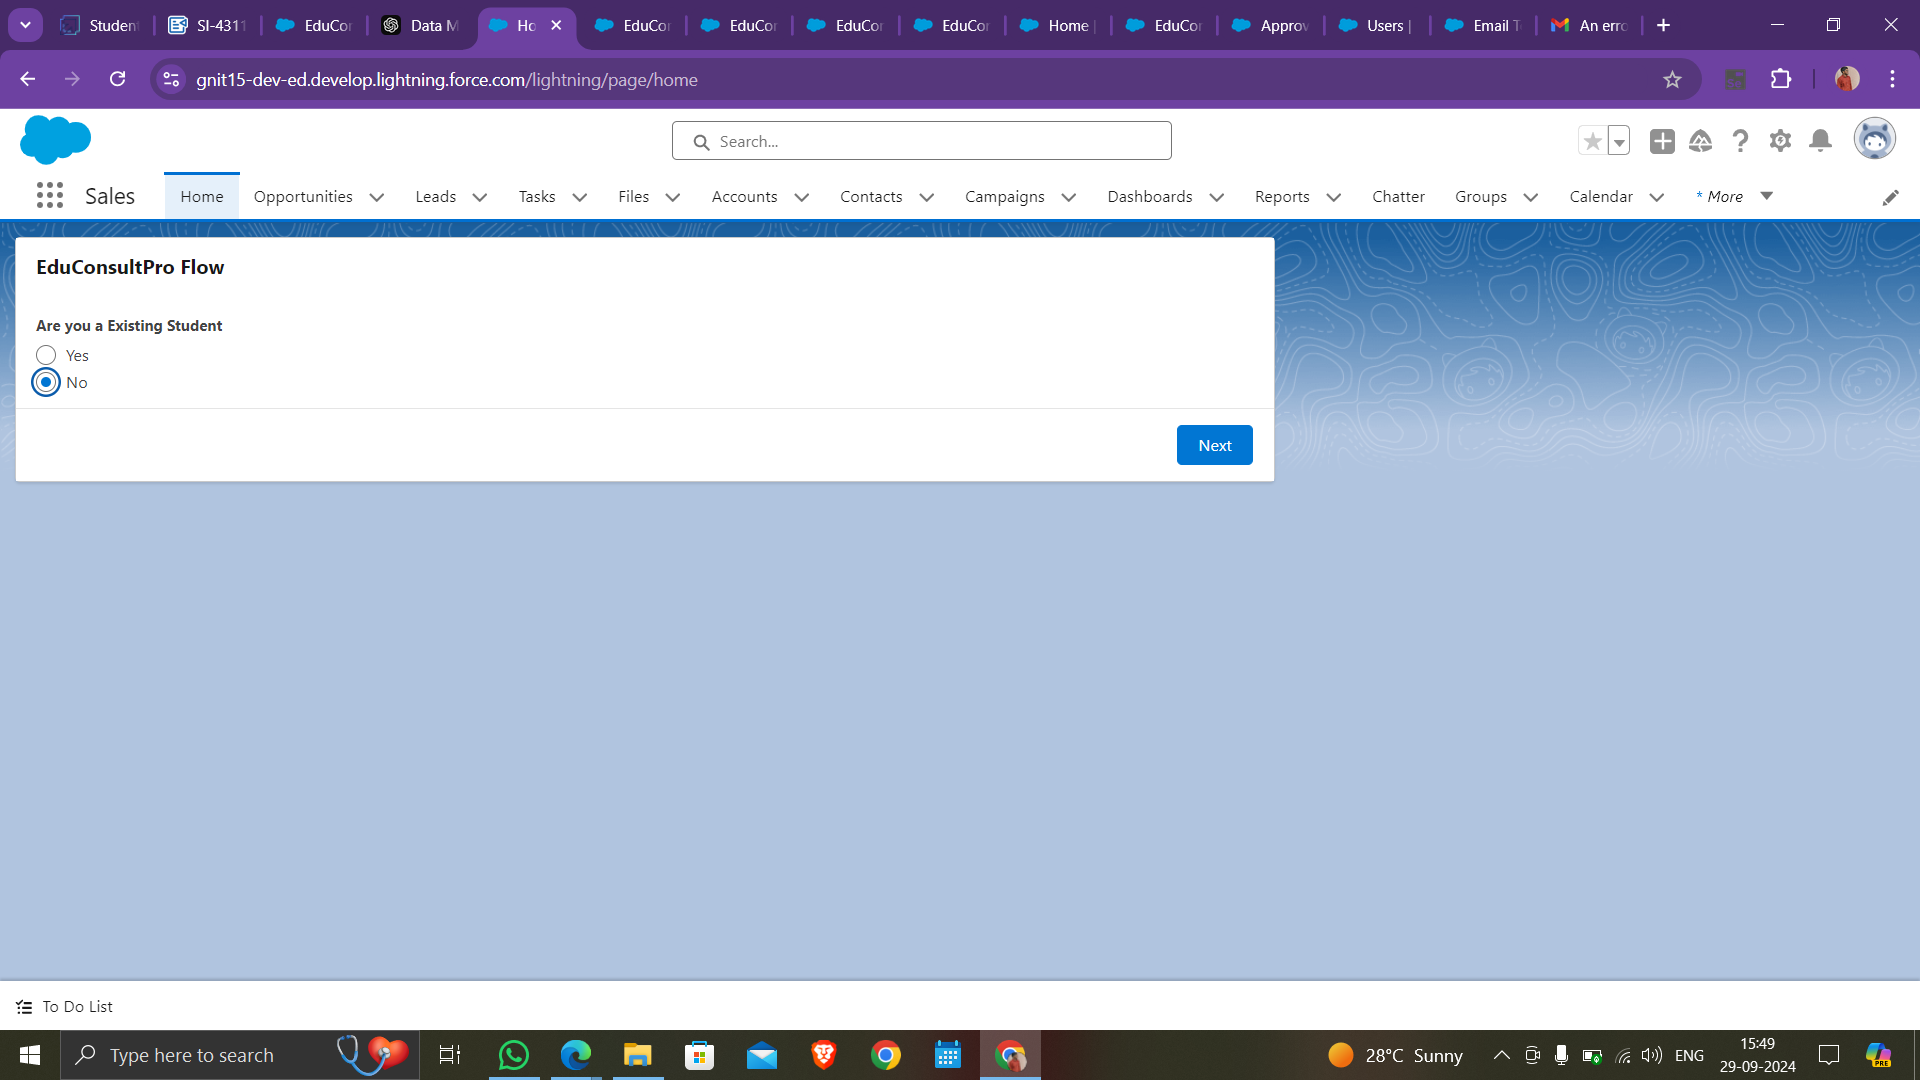 Studen
SI-4311
EduCor
Data M
Ho
EduCor
EduCor
EduCor
EduCor
Home |
EduCor
Approv
Users |
Email T
An erro
gnit15-dev-ed.develop.lightning.force.com/lightning/page/home
Search...
Sales
Home
Opportunities
Leads
Tasks
Files
Accounts
Contacts
Campaigns
Dashboards
Reports
Chatter
Groups
Calendar
* More
EduConsultPro Flow
Are you a Existing Student
Yes
No
Next
To Do List
Type here to search
28°C Sunny
ENG
15:49
29-09-2024
PRE